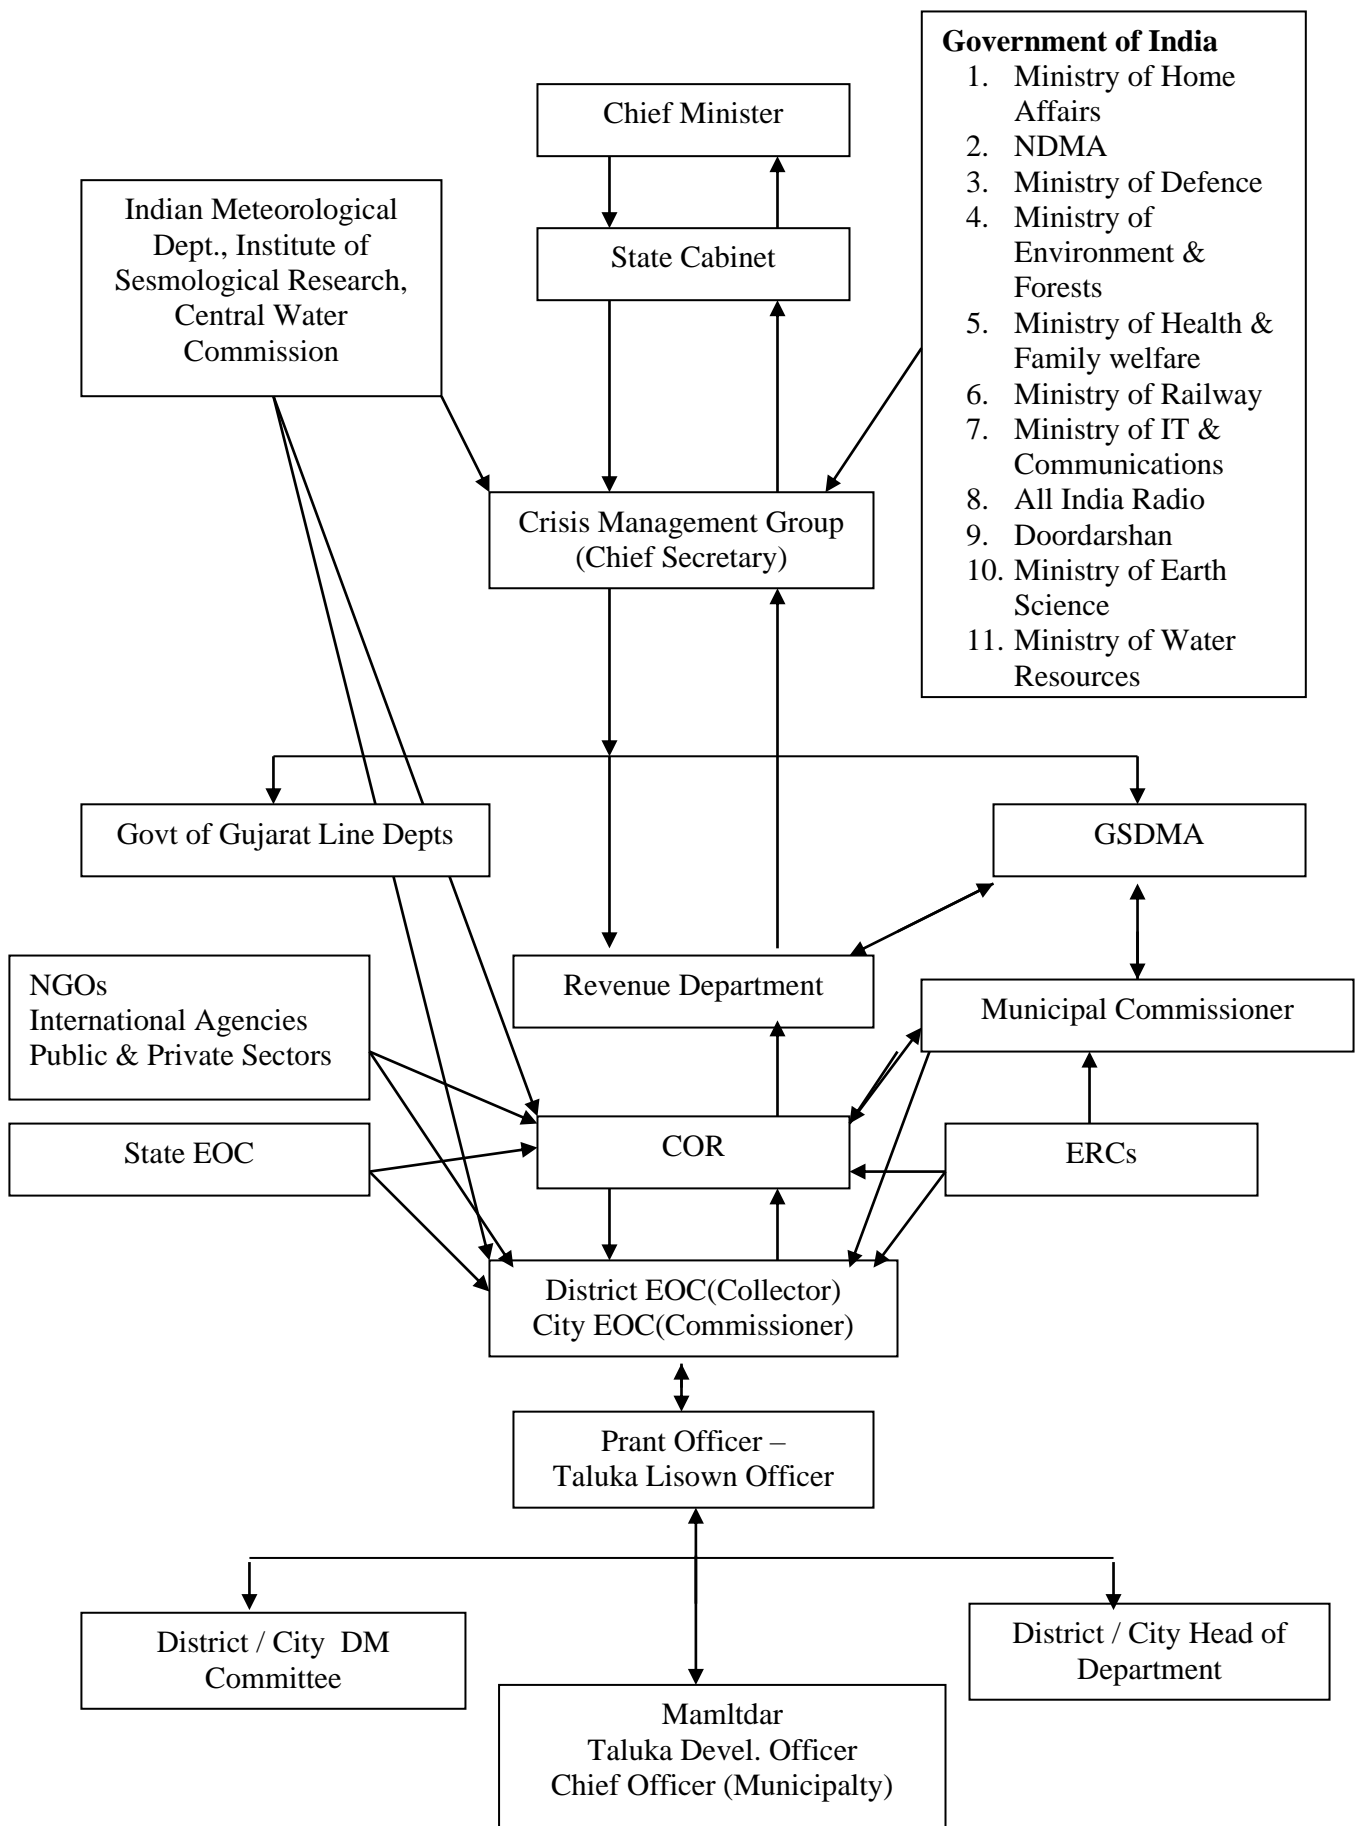 Government of India
1. Ministry of Home
Affairs
2. NDMA
3. Ministry of Defence
4. Ministry of
Environment &
Forests
5. Ministry of Health &
Family welfare
6. Ministry of Railway
7. Ministry of IT &
Communications
8. All India Radio
9. Doordarshan
10. Ministry of Earth
Science
11. Ministry of Water
Resources
Chief Minister
Indian Meteorological
Dept., Institute of
Sesmological Research,
Central Water
Commission
State Cabinet
Crisis Management Group
(Chief Secretary)
Govt of Gujarat Line Depts
GSDMA
NGOs
International Agencies
Public & Private Sectors
Revenue Department
Municipal Commissioner
State EOC
COR
ERCs
District EOC(Collector)
City EOC(Commissioner)
Prant Officer –
Taluka Lisown Officer
District / City DM
Committee
District / City Head of
Department
Mamltdar
Taluka Devel. Officer
Chief Officer (Municipalty)